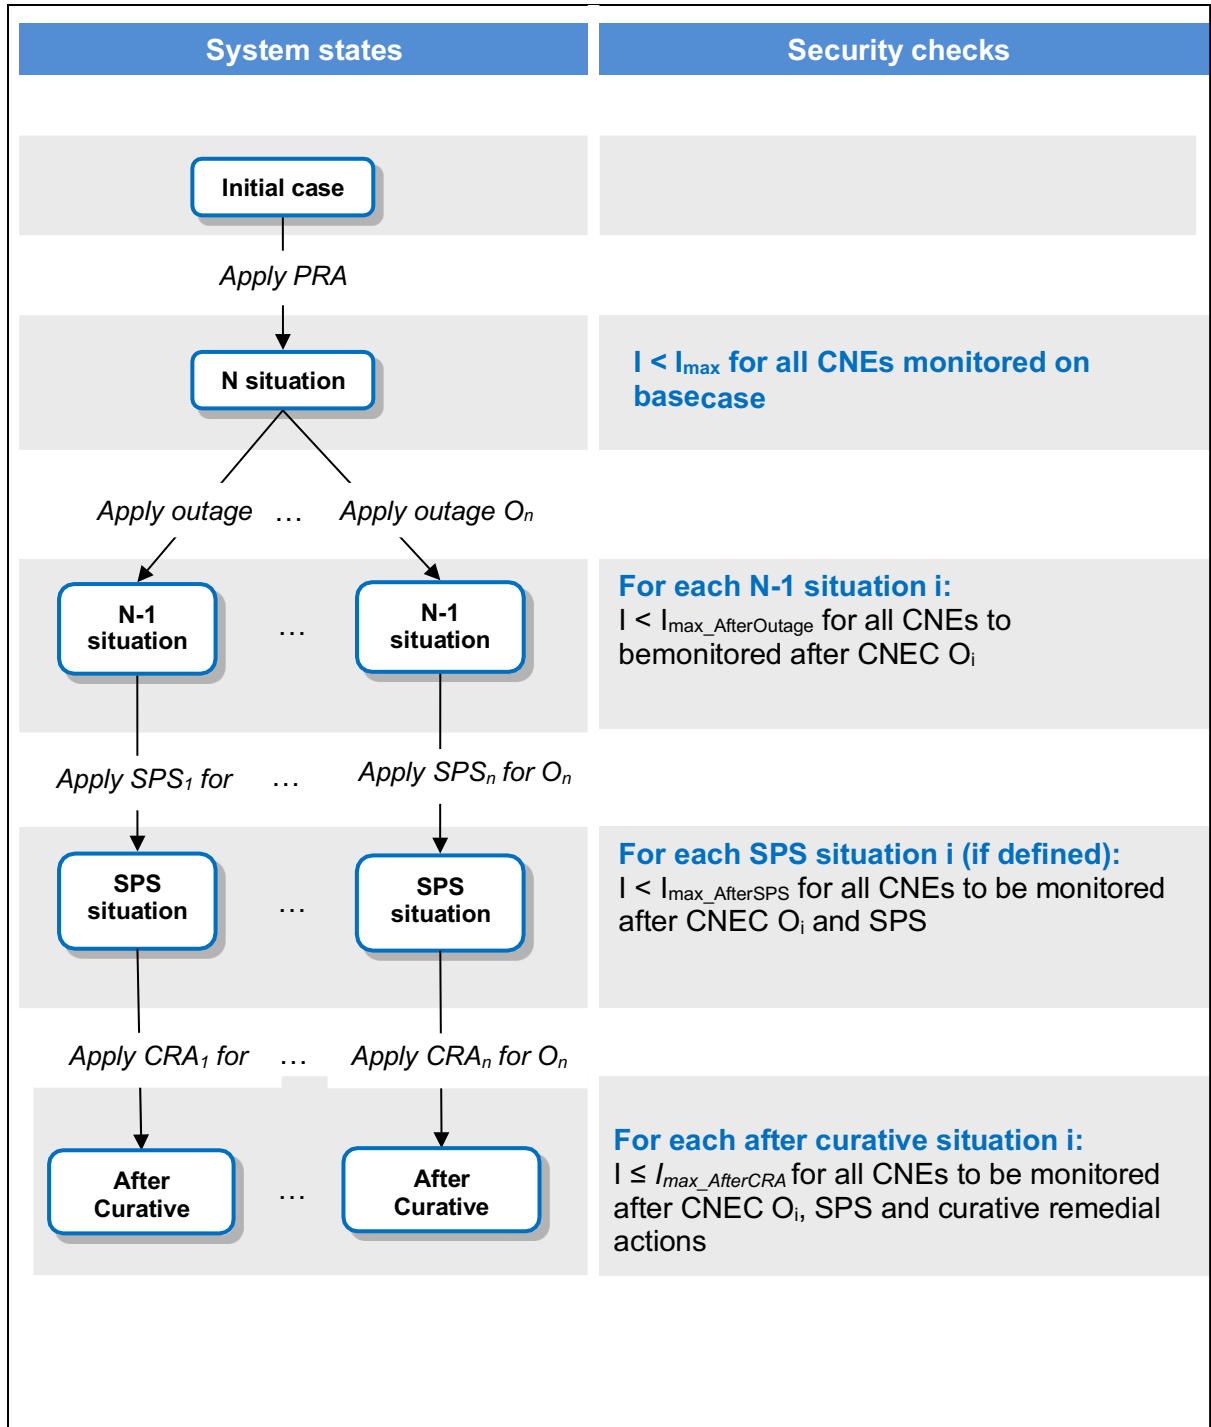 System states
Security checks
Initial case
Apply PRA
N situation
I < Imax for all CNEs monitored on
basecase
Apply outage … Apply outage On
N-1
situation
…
N-1
situation
For each N-1 situation i:
I < Imax_AfterOutage for all CNEs to
bemonitored after CNEC Oi
Apply SPS1 for … Apply SPSn for On
SPS
situation
…
SPS
situation
For each SPS situation i (if defined):
I < Imax_AfterSPS for all CNEs to be monitored
after CNEC Oi and SPS
Apply CRA1 for … Apply CRAn for On
After
Curative
…
After
Curative
For each after curative situation i:
I ≤ Imax_AfterCRA for all CNEs to be monitored
after CNEC Oi, SPS and curative remedial
actions